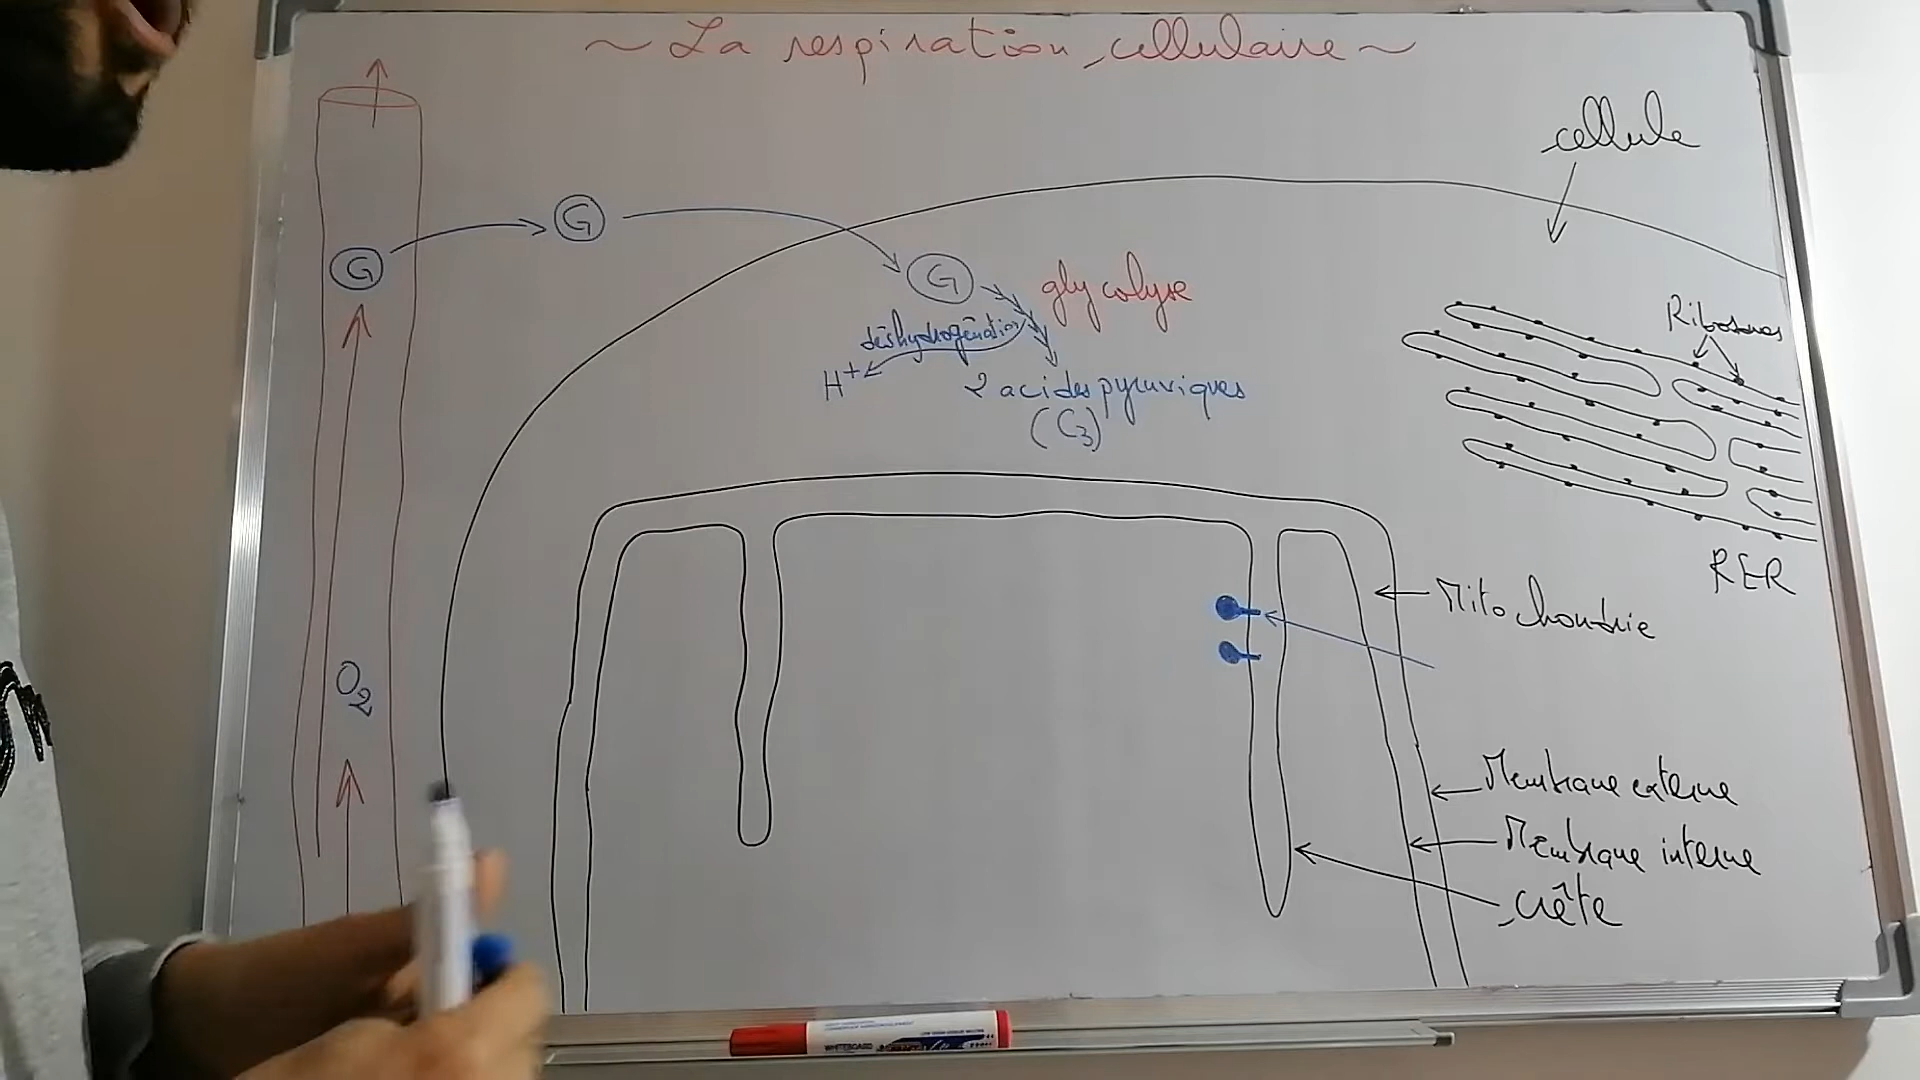 ~ La respiration cellulaire ~
cellule
G
G
G
glycolyse
déshydrogénation
H+
2 acides pyruviques
(C3)
Ribosomes
RER
Mitochondrie
O2
Membrane externe
Membrane interne
crête
WHITEBOARD